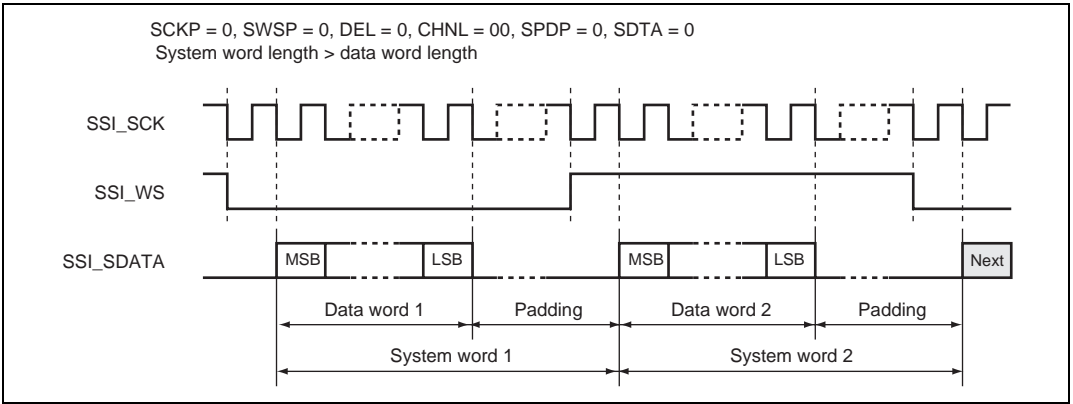 SCKP = 0, SWSP = 0, DEL = 0, CHNL = 00, SPDP = 0, SDTA = 0
System word length > data word length
SSI_SCK
SSI_WS
SSI_SDATA
MSB LSB MSB LSB Next
Data word 1 Padding Data word 2 Padding
System word 1 System word 2